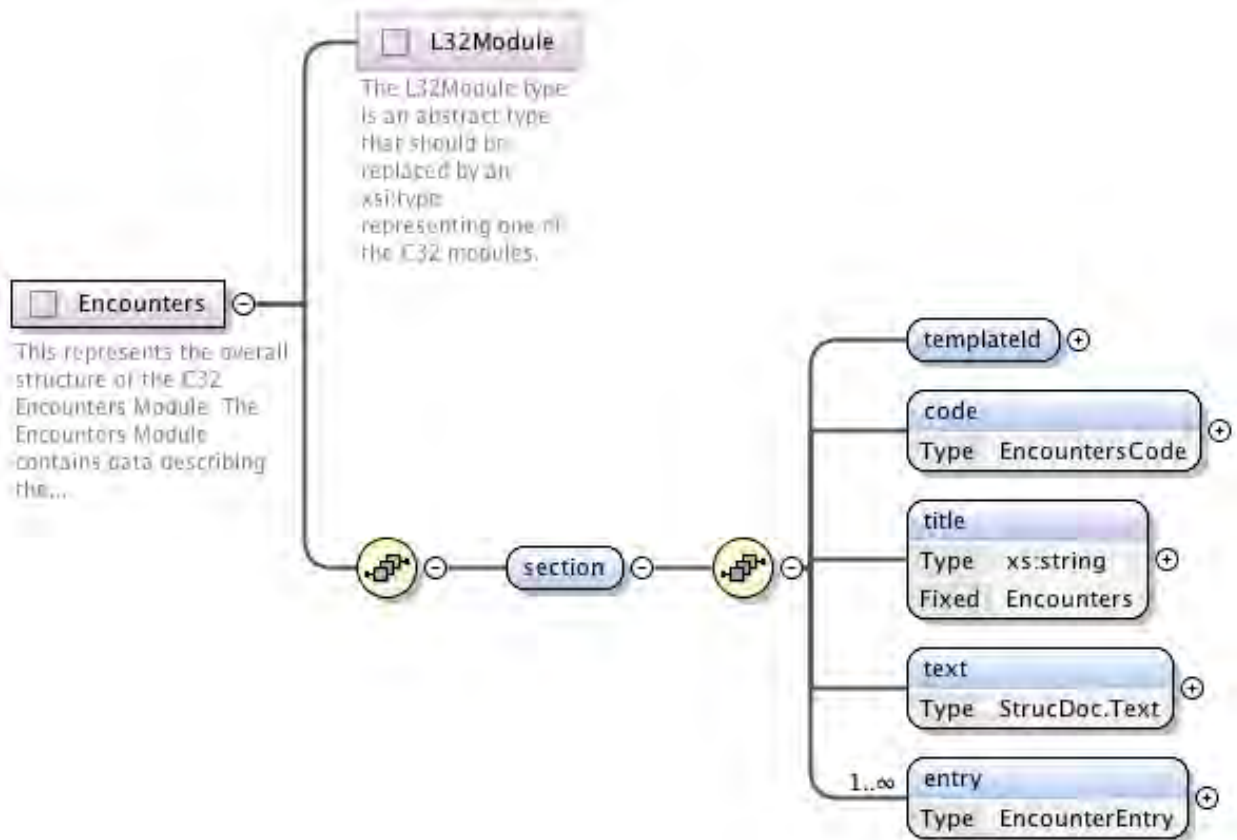 L32Module
The L32Module type
is an abstract type
that should be
replaced by an
xsi:type
representing one of
the C32 modules.
Encounters
This represents the overall
structure of the C32
Encounters Module. The
Encounters Module
contains data describing
the...
templateId
code
Type EncountersCode
title
Type xs:string
Fixed Encounters
section
text
Type StrucDoc.Text
1..∞
entry
Type EncounterEntry